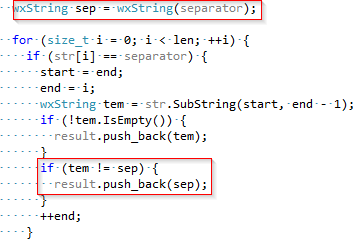 wxString sep = wxString(separator);
for (size_t i = 0; i < len; ++i) {
if (str[i] == separator) {
start = end;
end = i;
wxString tem = str.SubString(start, end - 1);
if (!tem.IsEmpty()) {
result.push_back(tem);
}
if (tem != sep) {
result.push_back(sep);
}
++end;